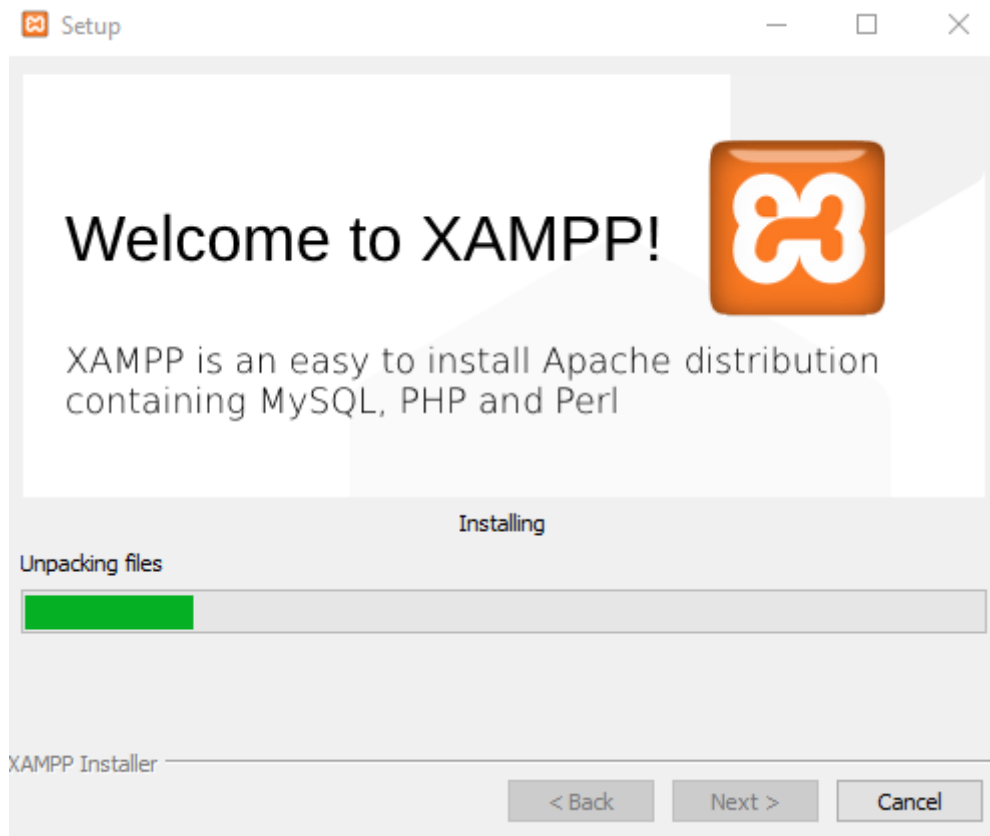 Setup
Welcome to XAMPP!
XAMPP is an easy to install Apache distribution
containing MySQL, PHP and Perl
Installing
Unpacking files
XAMPP Installer
< Back
Next >
Cancel